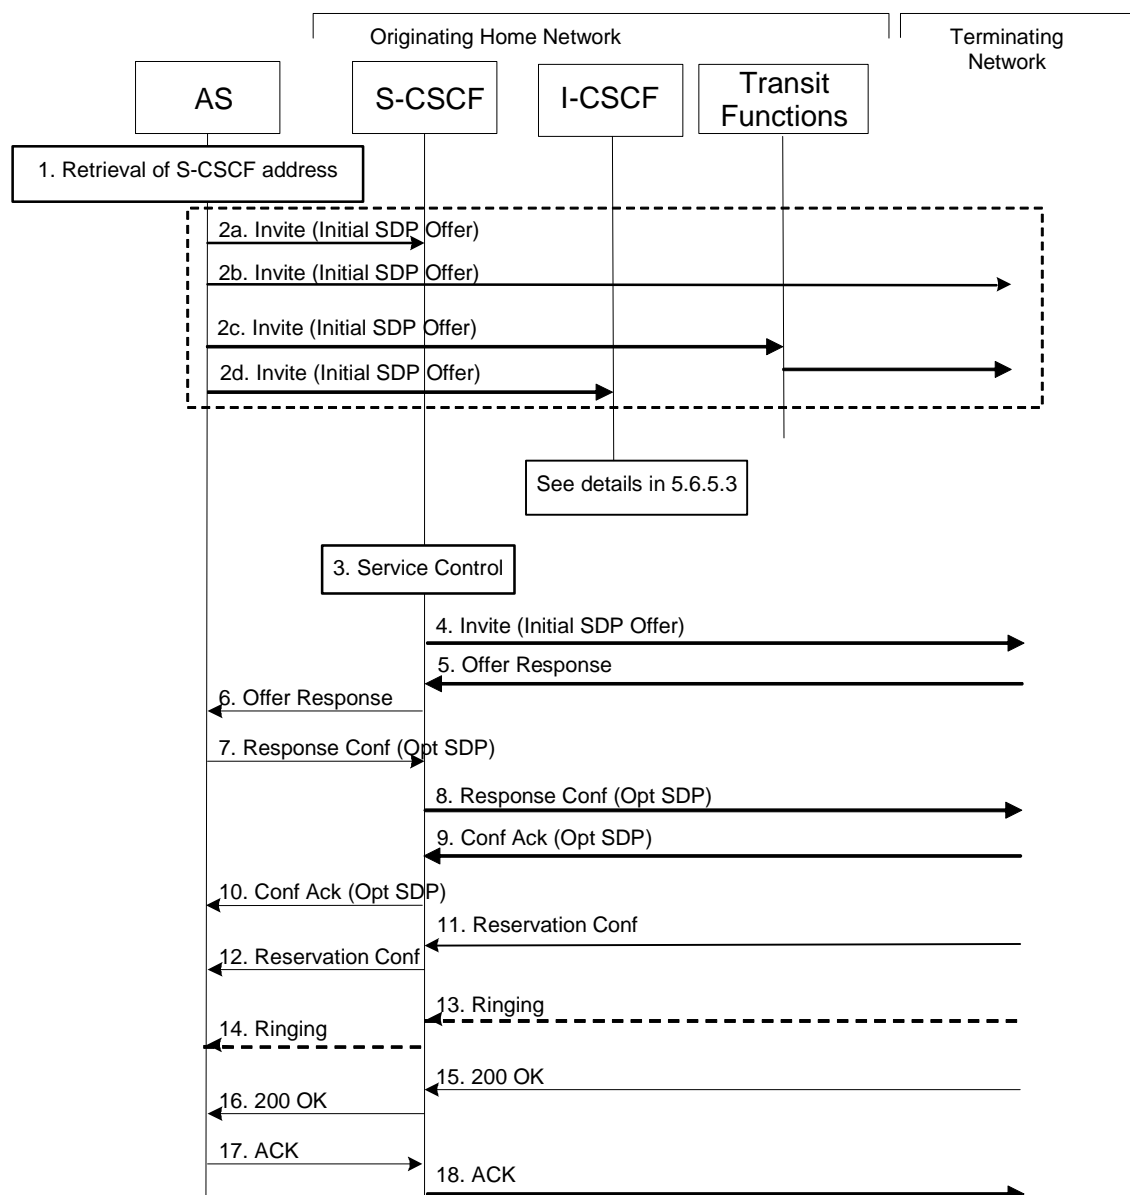 Originating Home Network
Terminating
Network
AS
S-CSCF
I-CSCF
Transit
Functions
1. Retrieval of S-CSCF address
2a. Invite (Initial SDP Offer)
2b. Invite (Initial SDP Offer)
2c. Invite (Initial SDP Offer)
2d. Invite (Initial SDP Offer)
See details in 5.6.5.3
3. Service Control
4. Invite (Initial SDP Offer)
5. Offer Response
6. Offer Response
7. Response Conf (Opt SDP)
8. Response Conf (Opt SDP)
9. Conf Ack (Opt SDP)
10. Conf Ack (Opt SDP)
11. Reservation Conf
12. Reservation Conf
13. Ringing
14. Ringing
15. 200 OK
16. 200 OK
17. ACK
18. ACK